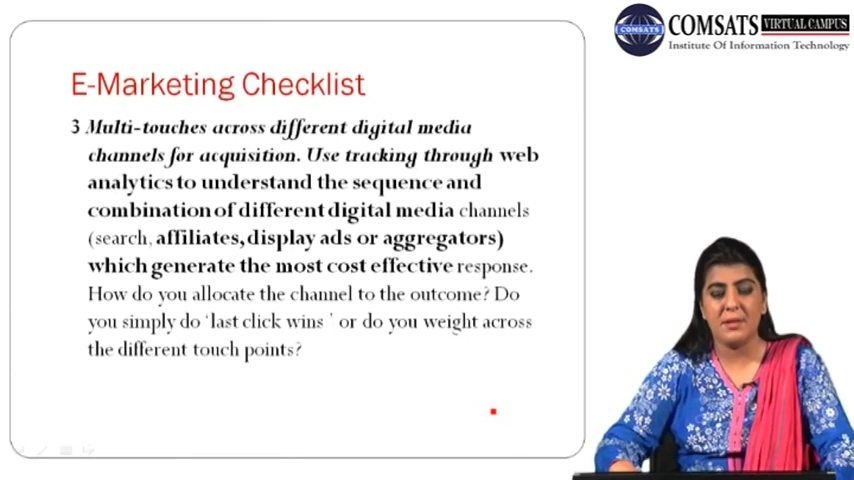 COMSATS
VIRTUAL CAMPUS
COMSATS
Institute Of Information Technology
E-Marketing Checklist
3 Multi-touches across different digital media
channels for acquisition. Use tracking through web
analytics to understand the sequence and
combination of different digital media channels
(search, affiliates, display ads or aggregators)
which generate the most cost effective response.
How do you allocate the channel to the outcome? Do
you simply do ‘last click wins ’ or do you weight across
the different touch points?